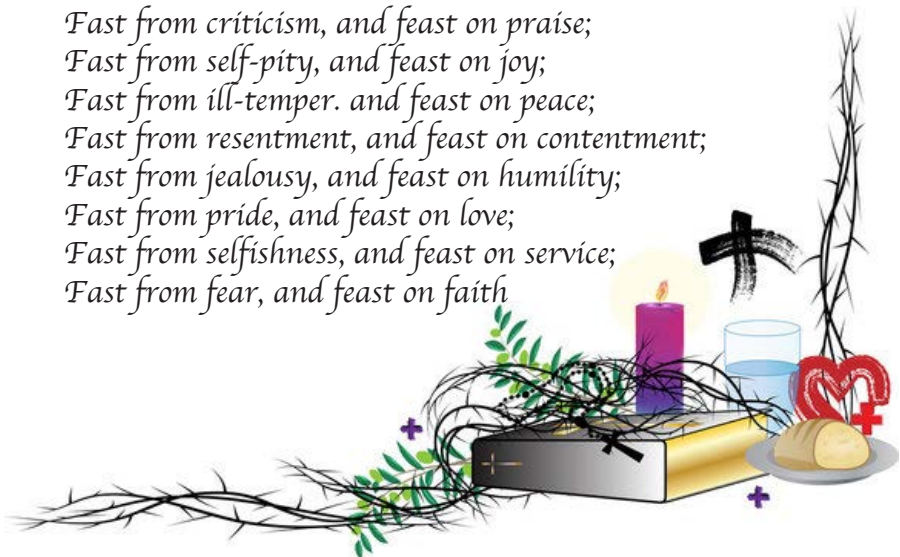 Fast from criticism, and feast on praise;
Fast from self-pity, and feast on joy;
Fast from ill-temper. and feast on peace;
Fast from resentment, and feast on contentment;
Fast from jealousy, and feast on humility;
Fast from pride, and feast on love;
Fast from selfishness, and feast on service;
Fast from fear, and feast on faith